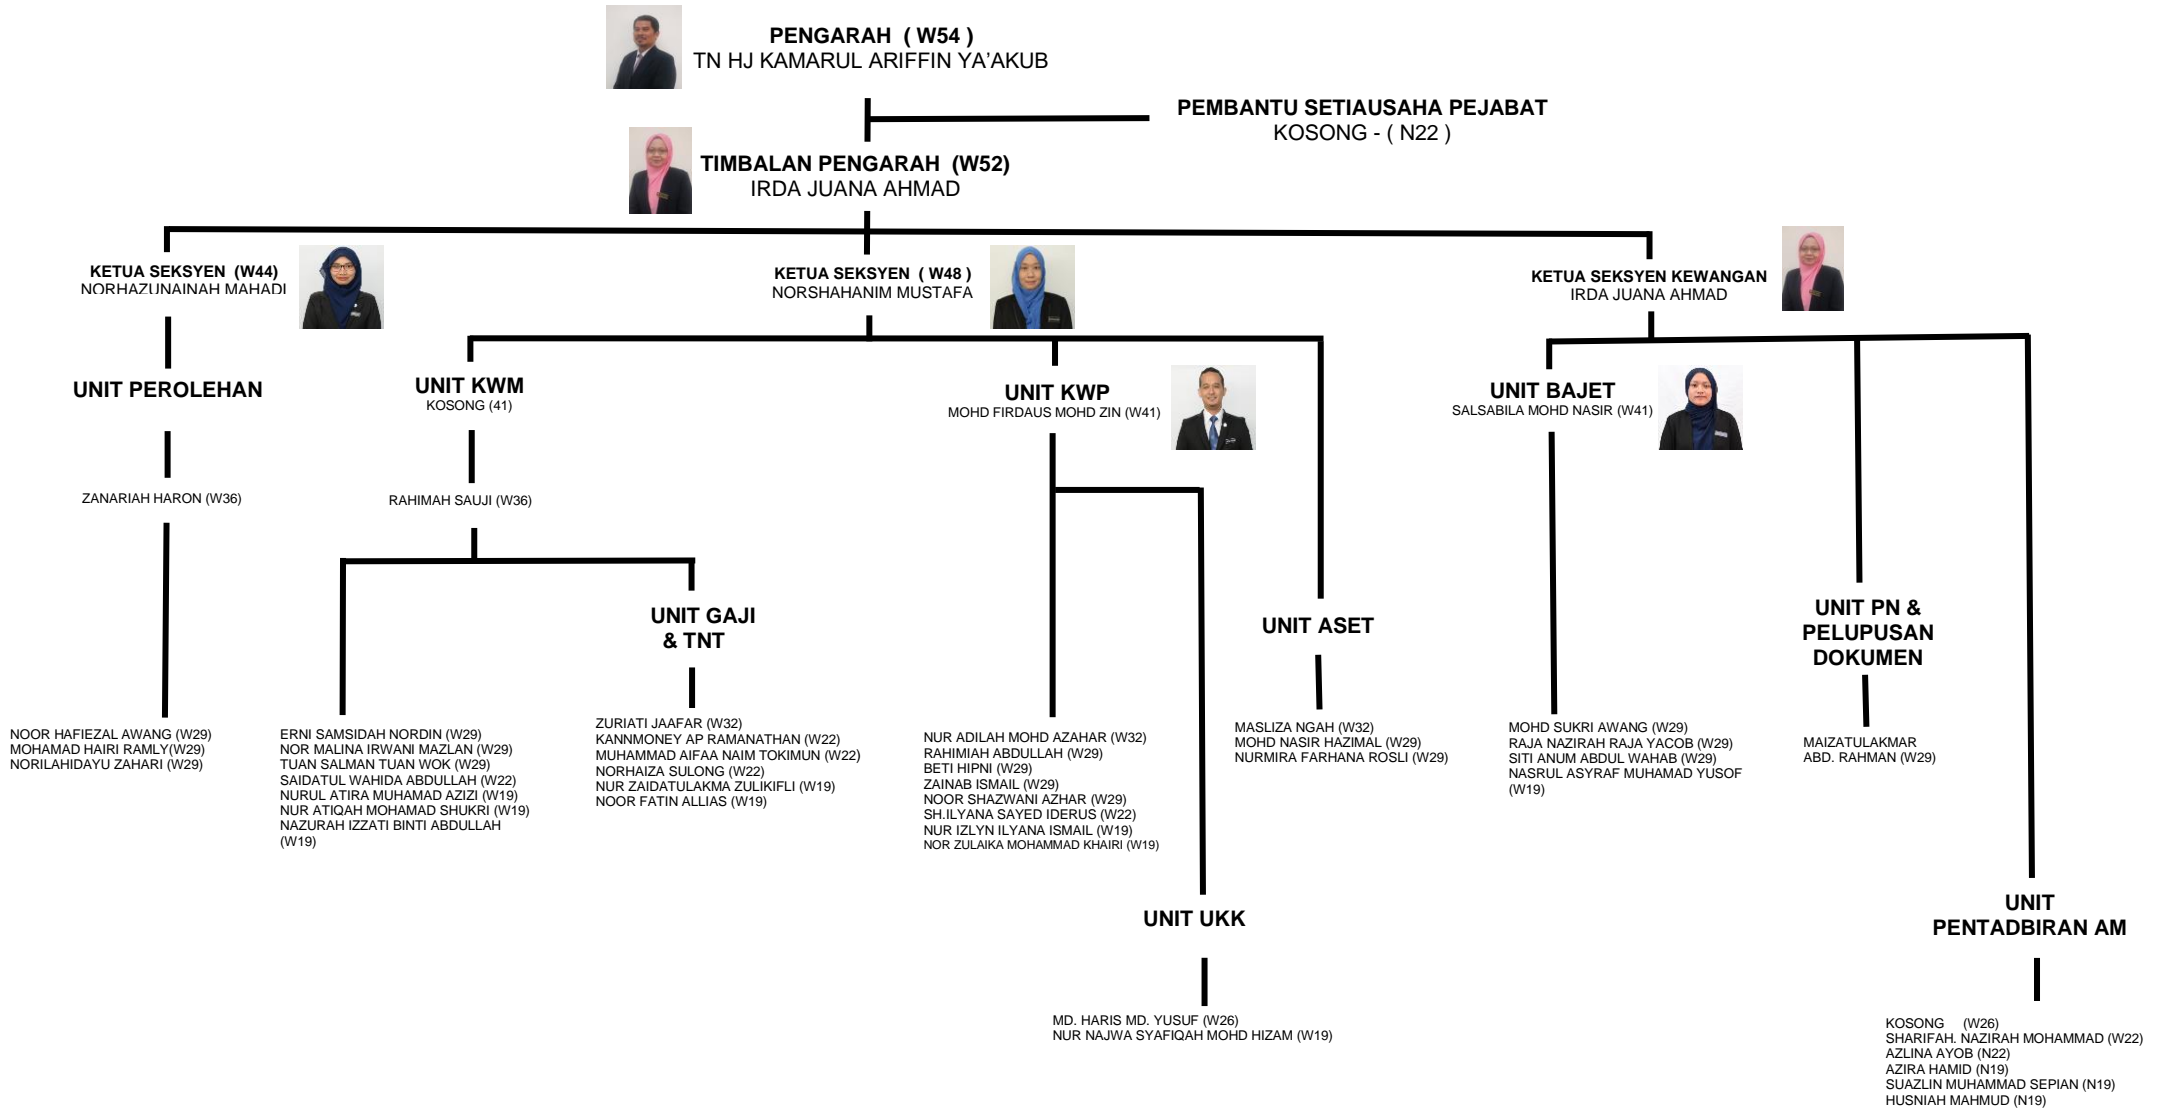 PENGARAH ( W54 )
TN HJ KAMARUL ARIFFIN YA'AKUB
PEMBANTU SETIAUSAHA PEJABAT
KOSONG - ( N22 )
TIMBALAN PENGARAH (W52)
IRDA JUANA AHMAD
KETUA SEKSYEN (W44)
NORHAZUNAINAH MAHADI
KETUA SEKSYEN ( W48 )
NORSHAHANIM MUSTAFA
KETUA SEKSYEN KEWANGAN
IRDA JUANA AHMAD
UNIT PEROLEHAN
UNIT KWM
KOSONG (41)
UNIT KWP
MOHD FIRDAUS MOHD ZIN (W41)
UNIT BAJET
SALSABILA MOHD NASIR (W41)
ZANARIAH HARON (W36)
RAHIMAH SAUJI (W36)
UNIT GAJI
& TNT
UNIT ASET
UNIT PN &
PELUPUSAN
DOKUMEN
NOOR HAFIEZAL AWANG (W29)
MOHAMAD HAIRI RAMLY(W29)
NORILAHIDAYU ZAHARI (W29)
ERNI SAMSIDAH NORDIN (W29)
NOR MALINA IRWANI MAZLAN (W29)
TUAN SALMAN TUAN WOK (W29)
SAIDATUL WAHIDA ABDULLAH (W22)
NURUL ATIRA MUHAMAD AZIZI (W19)
NUR ATIQAH MOHAMAD SHUKRI (W19)
NAZURAH IZZATI BINTI ABDULLAH
(W19)
ZURIATI JAAFAR (W32)
KANNMONEY AP RAMANATHAN (W22)
MUHAMMAD AIFAA NAIM TOKIMUN (W22)
NORHAIZA SULONG (W22)
NUR ZAIDATULAKMA ZULIKIFLI (W19)
NOOR FATIN ALLIAS (W19)
NUR ADILAH MOHD AZAHAR (W32)
RAHIMIAH ABDULLAH (W29)
BETI HIPNI (W29)
ZAINAB ISMAIL (W29)
NOOR SHAZWANI AZHAR (W29)
SH.ILYANA SAYED IDERUS (W22)
NUR IZLYN ILYANA ISMAIL (W19)
NOR ZULAIKA MOHAMMAD KHAIRI (W19)
MASLIZA NGAH (W32)
MOHD NASIR HAZIMAL (W29)
NURMIRA FARHANA ROSLI (W29)
MOHD SUKRI AWANG (W29)
RAJA NAZIRAH RAJA YACOB (W29)
SITI ANUM ABDUL WAHAB (W29)
NASRUL ASYRAF MUHAMAD YUSOF
(W19)
MAIZATULAKMAR
ABD. RAHMAN (W29)
UNIT UKK
UNIT
PENTADBIRAN AM
MD. HARIS MD. YUSUF (W26)
NUR NAJWA SYAFIQAH MOHD HIZAM (W19)
KOSONG (W26)
SHARIFAH. NAZIRAH MOHAMMAD (W22)
AZLINA AYOB (N22)
AZIRA HAMID (N19)
SUAZLIN MUHAMMAD SEPIAN (N19)
HUSNIAH MAHMUD (N19)